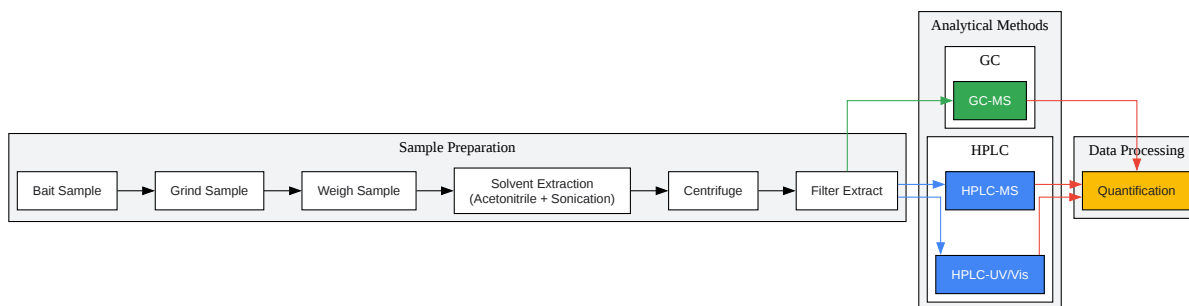 Analytical Methods
GC
GC-MS
Sample Preparation
HPLC
Data Processing
Bait Sample
Grind Sample
Weigh Sample
Solvent Extraction
(Acetonitrile + Sonication)
Centrifuge
Filter Extract
HPLC-MS
Quantification
HPLC-UV/Vis